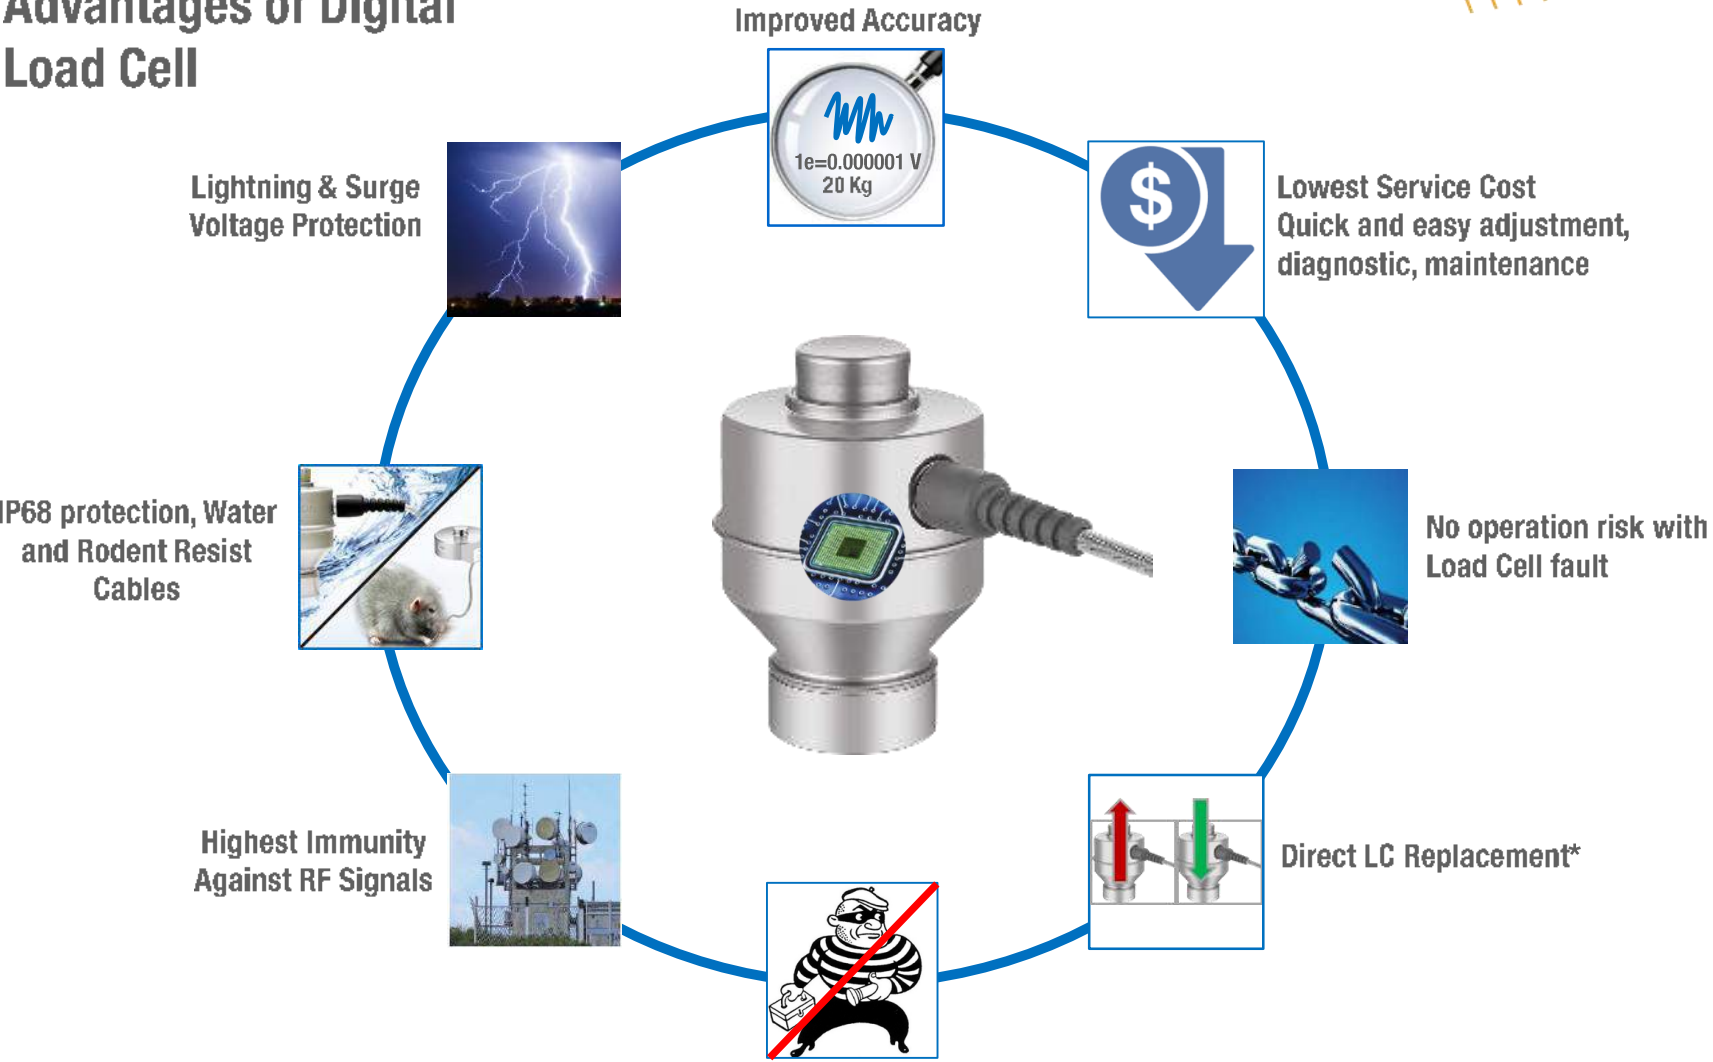 Advantages of Digital
Load Cell
Improved Accuracy
1e=0.000001 V
20 Kg
Lightning & Surge
Voltage Protection
$
Lowest Service Cost
Quick and easy adjustment,
diagnostic, maintenance
IP68 protection, Water
and Rodent Resist
Cables
No operation risk with
Load Cell fault
Highest Immunity
Against RF Signals
Direct LC Replacement*